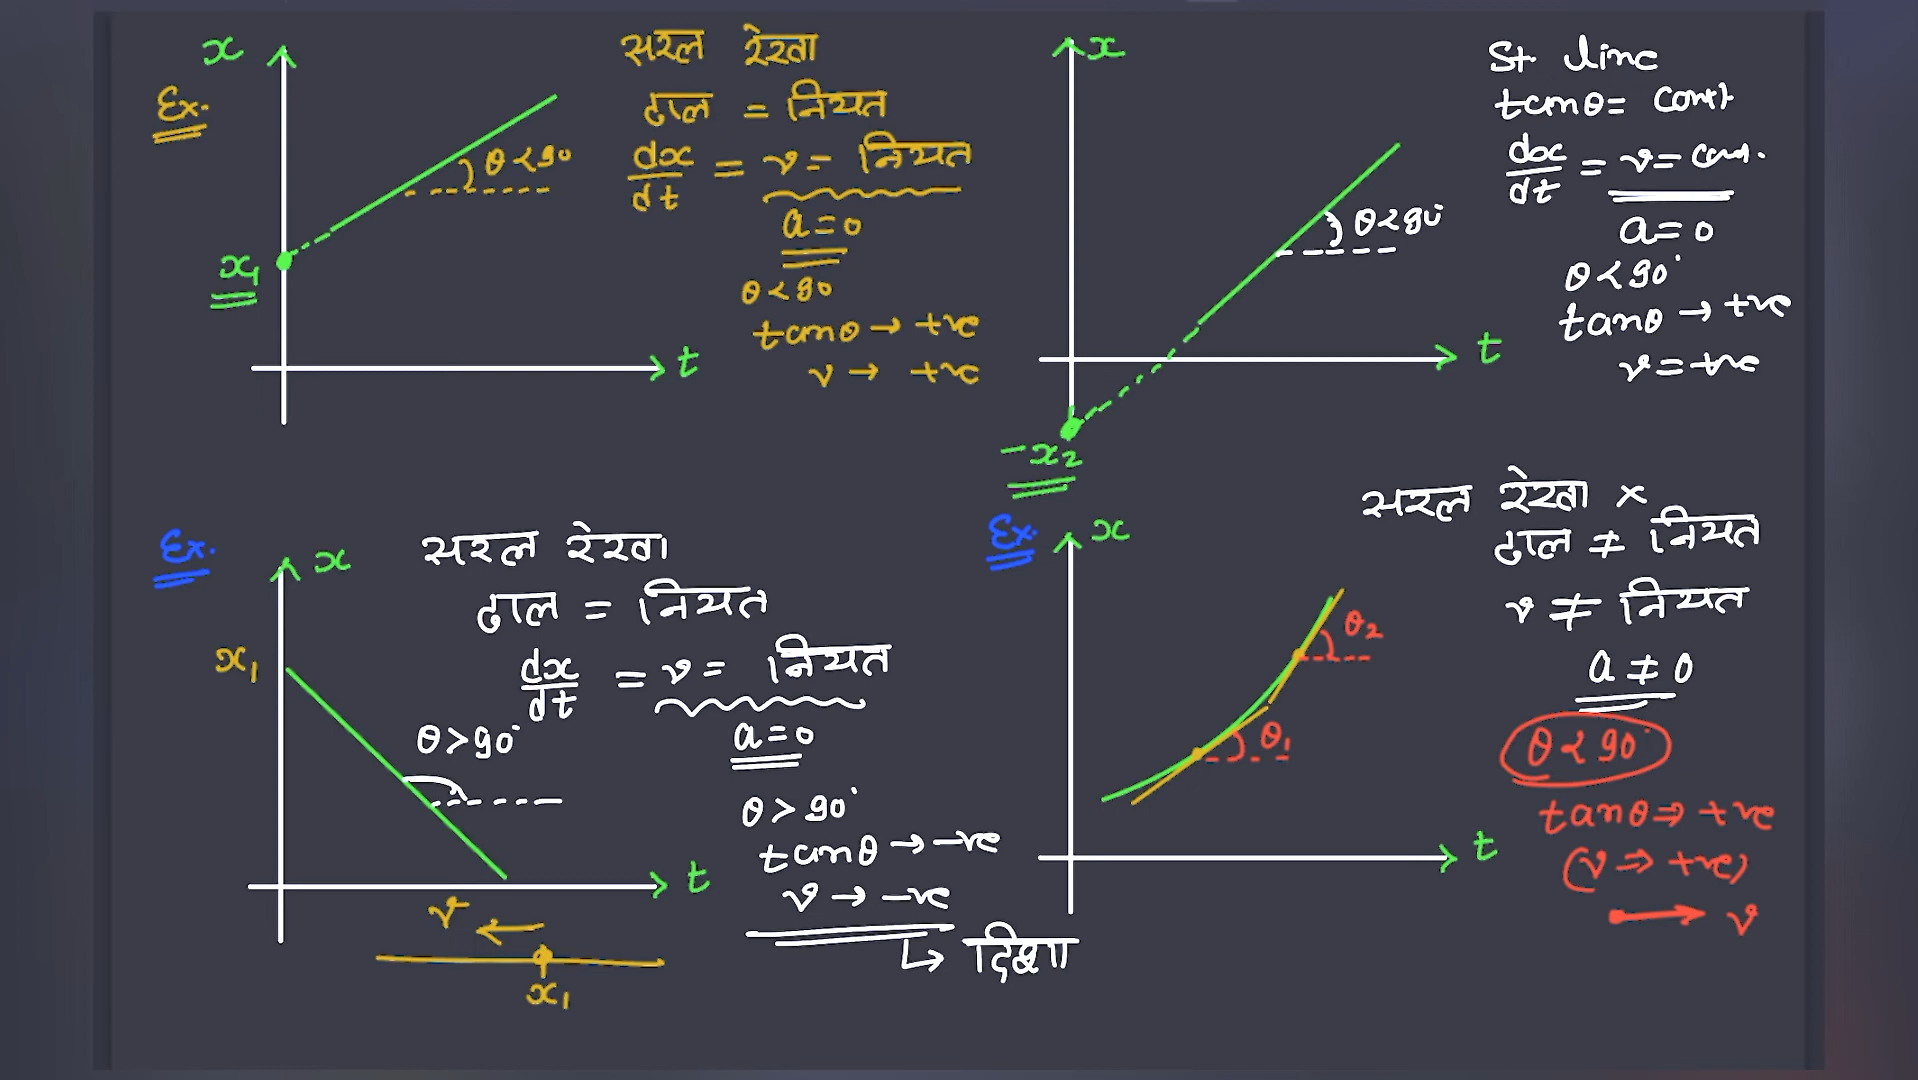 Ex.
x
x₁
t
θ<90
सरल रेखा
ढाल = नियत
dx/dt = v = नियत
a=0
θ<90
tanθ → +ve
v → +ve
x
-x₂
t
θ<90°
St. line
tanθ = const
dx/dt = v = con.
a=0
θ<90°
tanθ → +ve
v = +ve
Ex.
x
x₁
t
θ>90°
सरल रेखा
ढाल = नियत
dx/dt = v = नियत
a=0
θ>90°
tanθ → -ve
v → -ve
↳ दिशा
v ←
x₁
Ex.
x
t
θ₂
θ₁
सरल रेखा ×
ढाल ≠ नियत
v ≠ नियत
a ≠ 0
θ<90°
tanθ ⇒ +ve
(v ⇒ +ve)
→ v